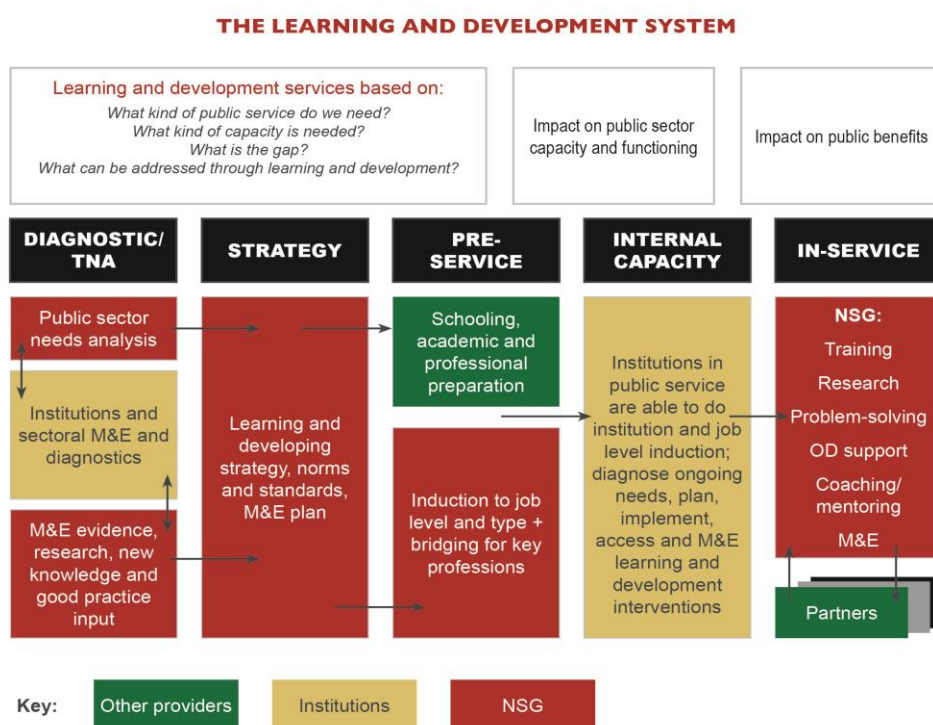 THE LEARNING AND DEVELOPMENT SYSTEM
Learning and development services based on:
What kind of public service do we need?
What kind of capacity is needed?
What is the gap?
What can be addressed through learning and development?
Impact on public sector
capacity and functioning
Impact on public benefits
DIAGNOSTIC/
TNA
STRATEGY
PRE-
SERVICE
INTERNAL
CAPACITY
IN-SERVICE
Public sector
needs analysis
Institutions and
sectoral M&E and
diagnostics
M&E evidence,
research, new
knowledge and
good practice
input
Learning and
developing
strategy, norms
and standards,
M&E plan
Schooling,
academic and
professional
preparation
Induction to job
level and type +
bridging for key
professions
Institutions in
public service
are able to do
institution and job
level induction;
diagnose ongoing
needs, plan,
implement,
access and M&E
learning and
development
interventions
NSG:
Training
Research
Problem-solving
OD support
Coaching/
mentoring
M&E
Partners
Key:
Other providers
Institutions
NSG